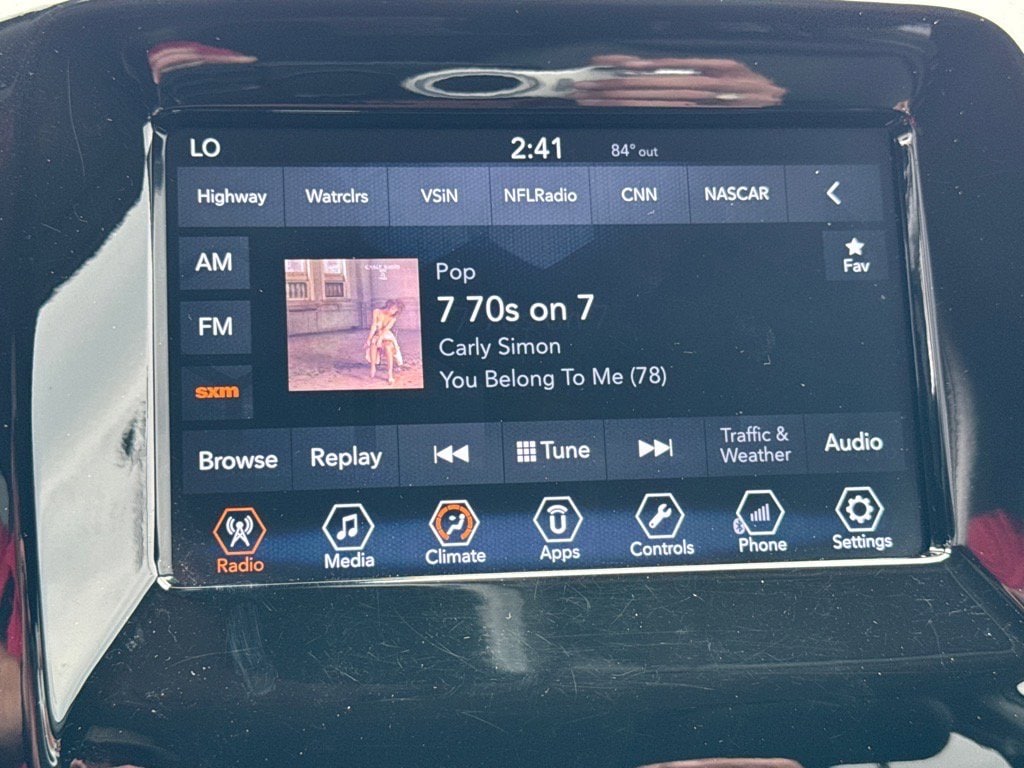 LO 2:41 84° out
Highway Watrclrs VSiN NFLRadio CNN NASCAR
AM
FM
sxm
CARLY SIMON
Pop
7 70s on 7
Carly Simon
You Belong To Me (78)
Fav
Browse Replay Tune Traffic & Weather Audio
Radio Media Climate Apps Controls Phone Settings